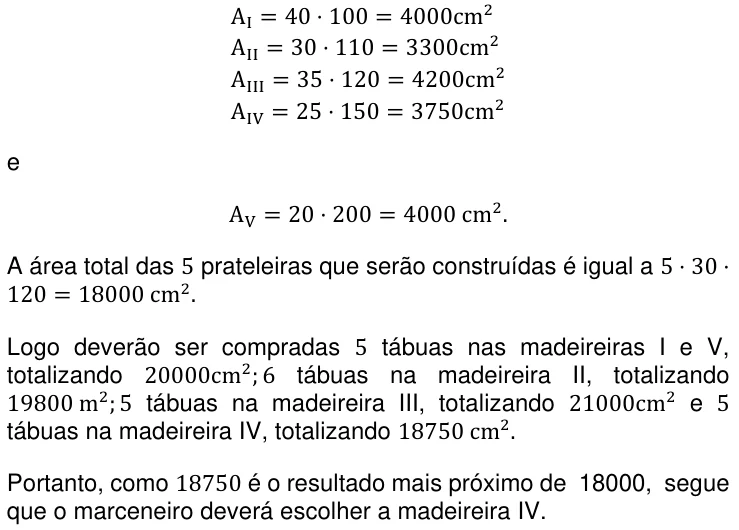 A_I = 40 · 100 = 4000cm²
A_II = 30 · 110 = 3300cm²
A_III = 35 · 120 = 4200cm²
A_IV = 25 · 150 = 3750cm²
e
A_V = 20 · 200 = 4000 cm².
A área total das 5 prateleiras que serão construídas é igual a 5 · 30 ·
120 = 18000 cm².
Logo deverão ser compradas 5 tábuas nas madeireiras I e V,
totalizando 20000cm²; 6 tábuas na madeireira II, totalizando
19800 m²; 5 tábuas na madeireira III, totalizando 21000cm² e 5
tábuas na madeireira IV, totalizando 18750 cm².
Portanto, como 18750 é o resultado mais próximo de 18000, segue
que o marceneiro deverá escolher a madeireira IV.